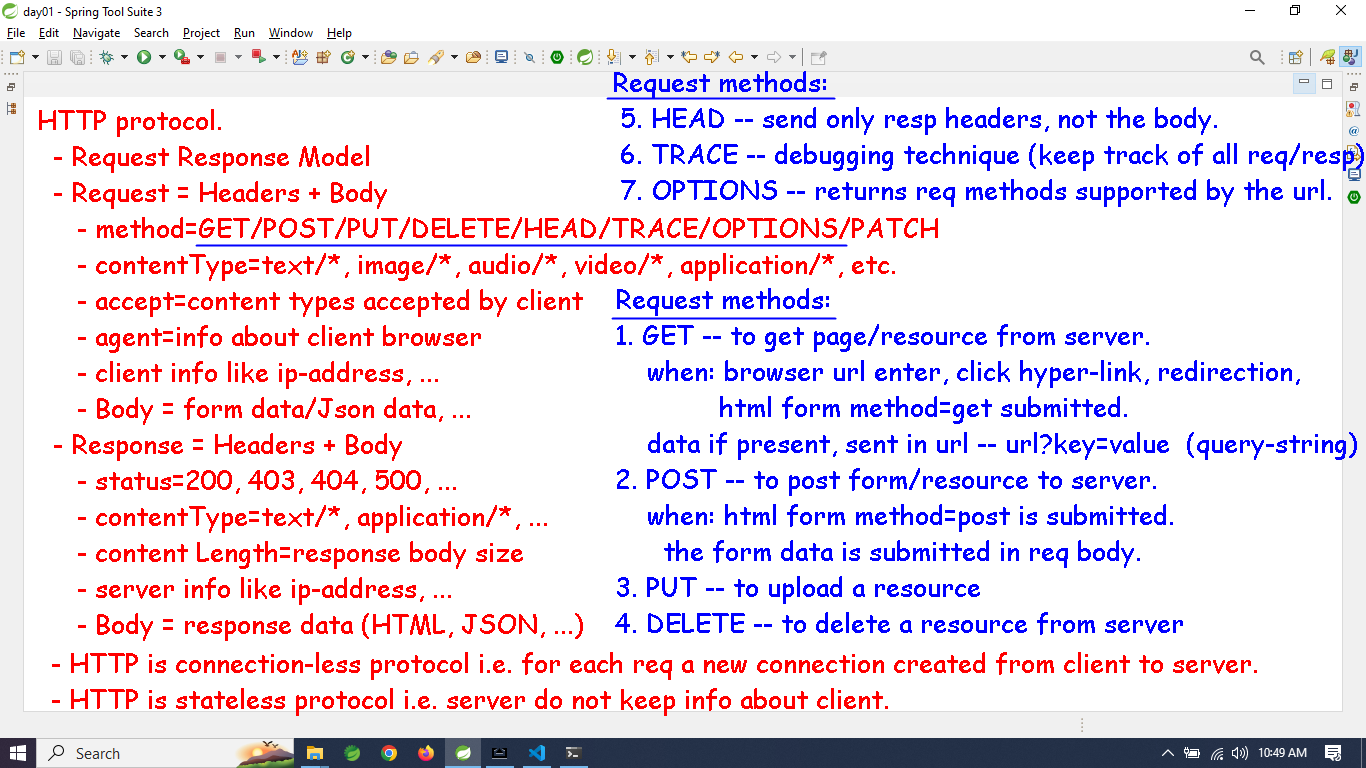 day01 - Spring Tool Suite 3
File Edit Navigate Search Project Run Window Help
HTTP protocol.
- Request Response Model
- Request = Headers + Body
- method=GET/POST/PUT/DELETE/HEAD/TRACE/OPTIONS/PATCH
- contentType=text/*, image/*, audio/*, video/*, application/*, etc.
- accept=content types accepted by client
- agent=info about client browser
- client info like ip-address, ...
- Body = form data/Json data, ...
- Response = Headers + Body
- status=200, 403, 404, 500, ...
- contentType=text/*, application/*, ...
- content Length=response body size
- server info like ip-address, ...
- Body = response data (HTML, JSON, ...)
- HTTP is connection-less protocol i.e. for each req a new connection created from client to server.
- HTTP is stateless protocol i.e. server do not keep info about client.
Request methods:
5. HEAD -- send only resp headers, not the body.
6. TRACE -- debugging technique (keep track of all req/resp)
7. OPTIONS -- returns req methods supported by the url.
Request methods:
1. GET -- to get page/resource from server.
when: browser url enter, click hyper-link, redirection,
html form method=get submitted.
data if present, sent in url -- url?key=value (query-string)
2. POST -- to post form/resource to server.
when: html form method=post is submitted.
the form data is submitted in req body.
3. PUT -- to upload a resource
4. DELETE -- to delete a resource from server
Search
10:49 AM